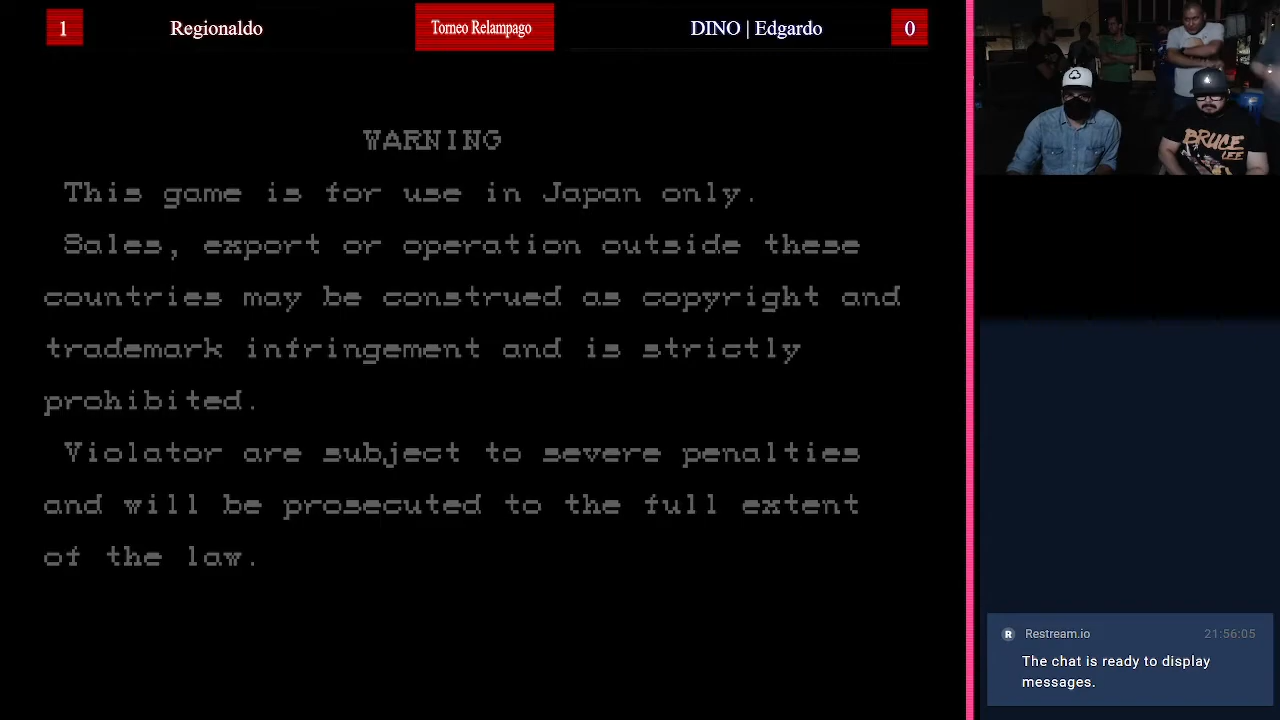 1 Regionaldo Torneo Relampago DINO | Edgardo 0
WARNING
This game is for use in Japan only.
Sales, export or operation outside these
countries may be construed as copyright and
trademark infringement and is strictly
prohibited.
Violator are subject to severe penalties
and will be prosecuted to the full extent
of the law.
BRUCE
LEE
R Restream.io 21:56:05
The chat is ready to display
messages.